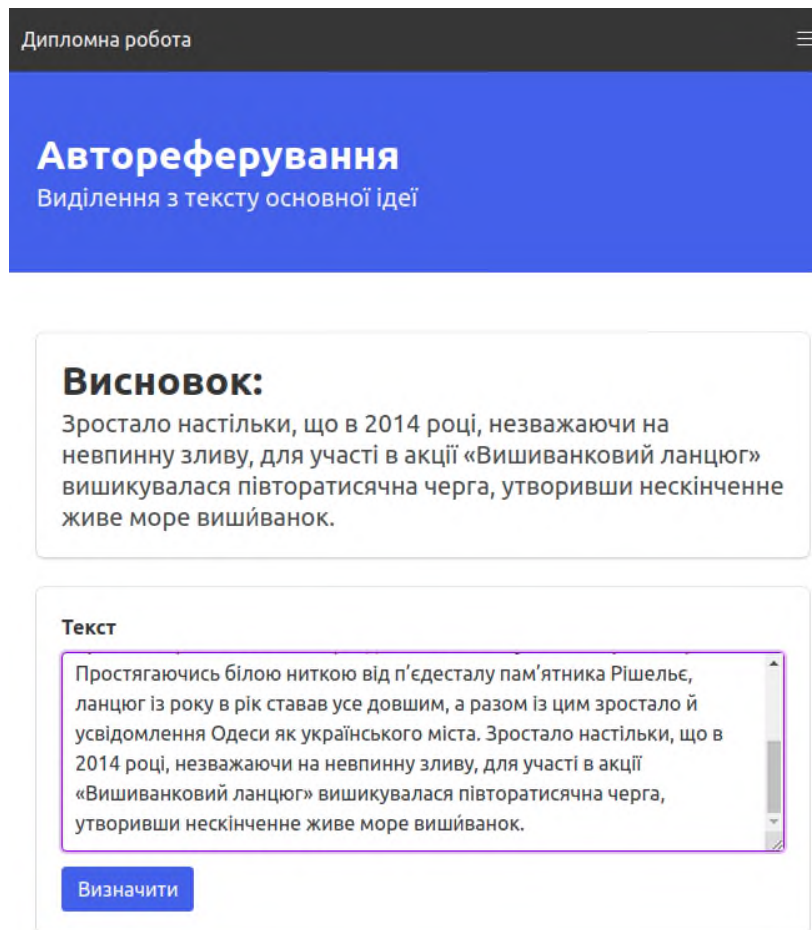 Дипломна робота
Автореферування
Виділення з тексту основної ідеї
Висновок:
Зростало настільки, що в 2014 році, незважаючи на
невпинну зливу, для участі в акції «Вишиванковий ланцюг»
вишикувалася півторатисячна черга, утворивши нескінченне
живе море виши́ванок.
Текст
Простягаючись білою ниткою від п’єдесталу пам’ятника Рішельє,
ланцюг із року в рік ставав усе довшим, а разом із цим зростало й
усвідомлення Одеси як українського міста. Зростало настільки, що в
2014 році, незважаючи на невпинну зливу, для участі в акції
«Вишиванковий ланцюг» вишикувалася півторатисячна черга,
утворивши нескінченне живе море виши́ванок.
Визначити